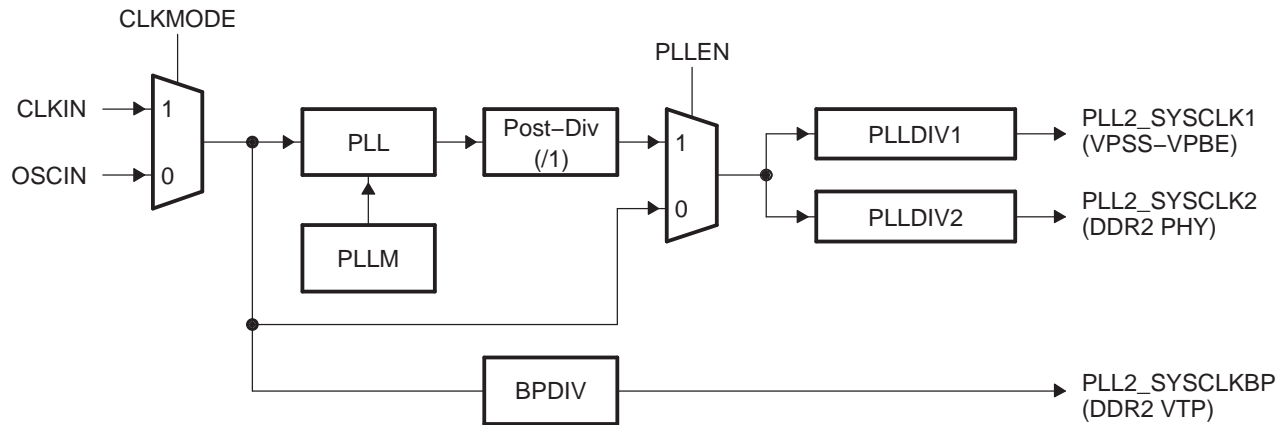 CLKMODE
PLLEN
CLKIN
1
OSCIN
0
PLL
Post−Div
(/1)
1
0
PLLM
PLLDIV1
PLL2_SYSCLK1
(VPSS−VPBE)
PLLDIV2
PLL2_SYSCLK2
(DDR2 PHY)
BPDIV
PLL2_SYSCLKBP
(DDR2 VTP)